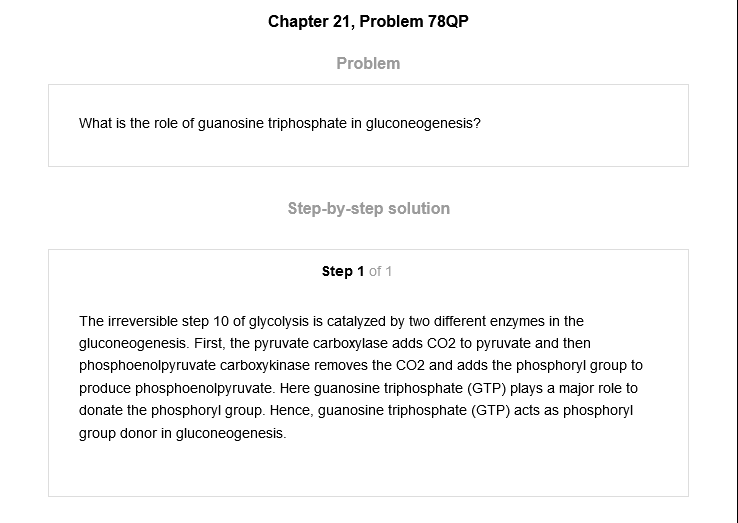 Chapter 21, Problem 78QP
Problem
What is the role of guanosine triphosphate in gluconeogenesis?
Step-by-step solution
Step 1 of 1
The irreversible step 10 of glycolysis is catalyzed by two different enzymes in the
gluconeogenesis. First, the pyruvate carboxylase adds CO2 to pyruvate and then
phosphoenolpyruvate carboxykinase removes the CO2 and adds the phosphoryl group to
produce phosphoenolpyruvate. Here guanosine triphosphate (GTP) plays a major role to
donate the phosphoryl group. Hence, guanosine triphosphate (GTP) acts as phosphoryl
group donor in gluconeogenesis.